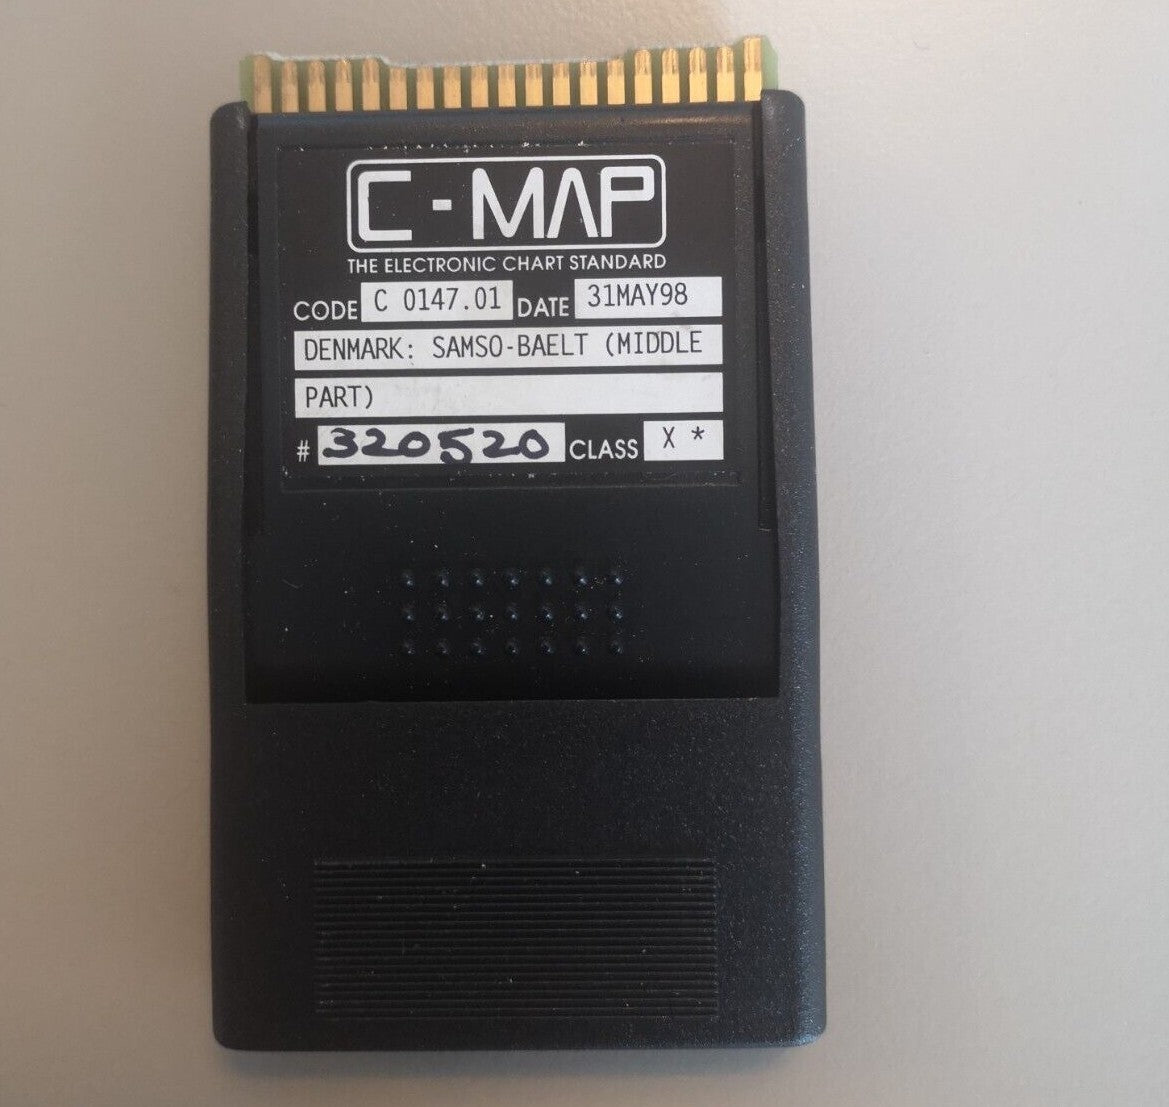 C-MAP
THE ELECTRONIC CHART STANDARD
CODE C 0147.01 DATE 31MAY98
DENMARK: SAMSO-BAELT (MIDDLE
PART)
# 320520 CLASS X *